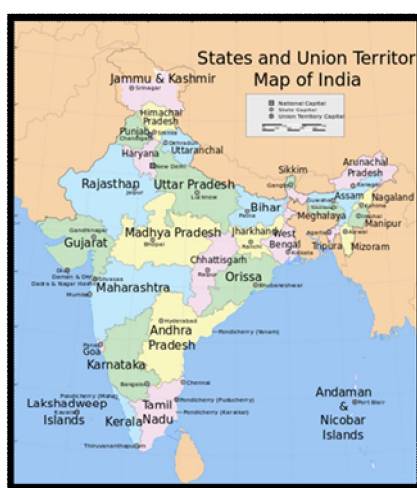 States and Union Territor
Map of India
Jammu & Kashmir
Srinagar
National Capital
State Capital
Union Territory Capital
Himachal
Pradesh
Shimla
Punjab
Chandigarh
Dehradun
Uttaranchal
Haryana
New Delhi
Arunachal
Pradesh
Sikkim
Rajasthan
Jaipur
Uttar Pradesh
Lucknow
Gangtok
Itanagar
Assam
Nagaland
Bihar
Patna
Guwahati
Shillong
Kohima
Meghalaya
Imphal
Manipur
Gandhinagar
Gujarat
Madhya Pradesh
Bhopal
Jharkhand
Ranchi
West
Bengal
Kolkata
Agartala
Tripura
Aizawl
Mizoram
Chhattisgarh
Raipur
Diu
Daman & Diu
Silvassa
Dadra & Nagar Haveli
Orissa
Bhubaneshwar
Mumbai
Maharashtra
Hyderabad
Andhra
Pradesh
Pondicherry (Yanam)
Panaji
Goa
Karnataka
Bangalore
Chennai
Pondicherry (Mahe)
Pondicherry (Puducherry)
Lakshadweep
Islands
Kavaratti
Kerala
Tamil
Nadu
Pondicherry (Karaikal)
Thiruvananthapuram
Andaman
&
Nicobar
Islands
Port Blair